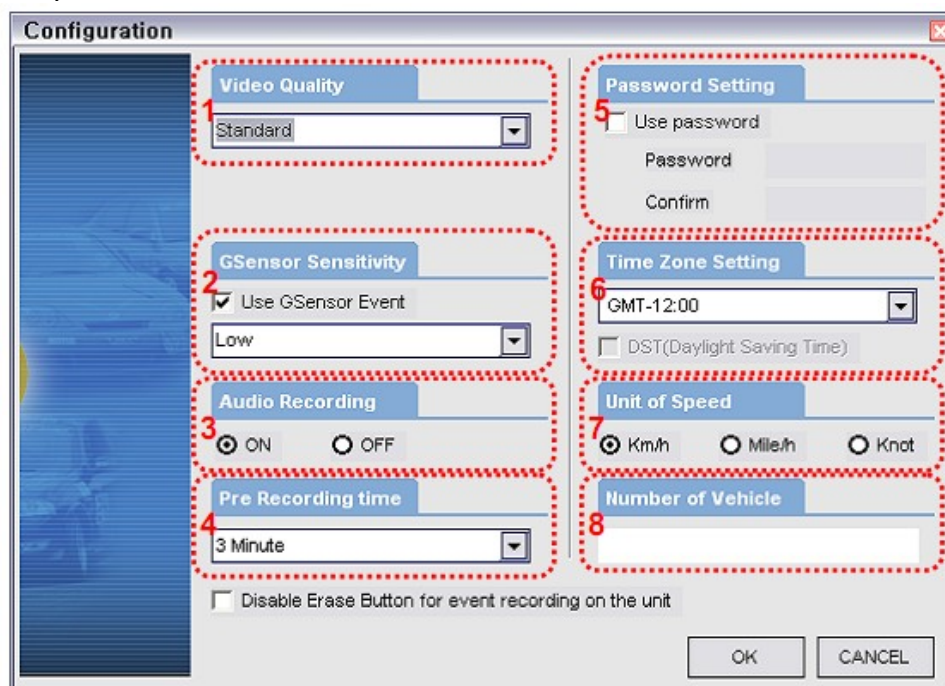 Configuration
Video Quality
1
Standard
GSensor Sensitivity
2
Use GSensor Event
Low
Audio Recording
3
ON OFF
Pre Recording time
4
3 Minute
Password Setting
5
Use password
Password
Confirm
Time Zone Setting
6
GMT-12:00
DST(Daylight Saving Time)
Unit of Speed
7
Km/h Mile/h Knot
Number of Vehicle
8
Disable Erase Button for event recording on the unit
OK CANCEL